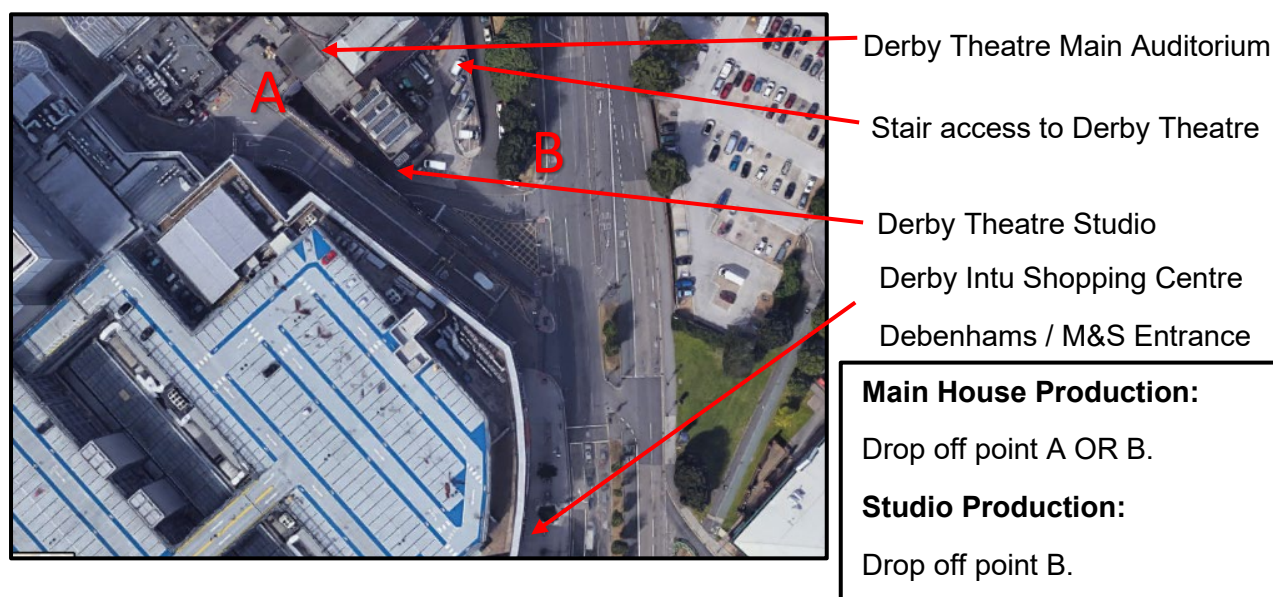 Derby Theatre Main Auditorium
A
Stair access to Derby Theatre
B
Derby Theatre Studio
Derby Intu Shopping Centre
Debenhams / M&S Entrance
Main House Production:
Drop off point A OR B.
Studio Production:
Drop off point B.